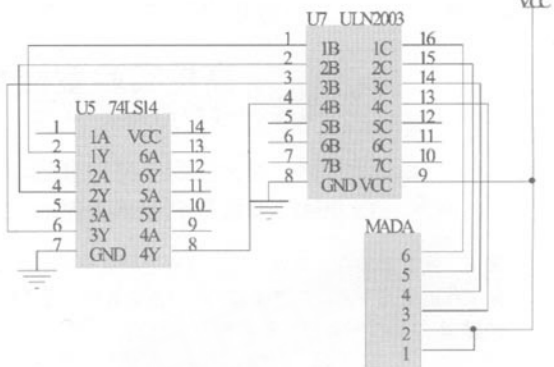 VCC
U7 ULN2003
1 1B 1C 16
2 2B 2C 15
3 3B 3C 14
4 4B 4C 13
5 5B 5C 12
6 6B 6C 11
7 7B 7C 10
8 GND VCC 9
U5 74LS14
1 1A VCC 14
2 1Y 6A 13
3 2A 6Y 12
4 2Y 5A 11
5 3A 5Y 10
6 3Y 4A 9
7 GND 4Y 8
MADA
6
5
4
3
2
1